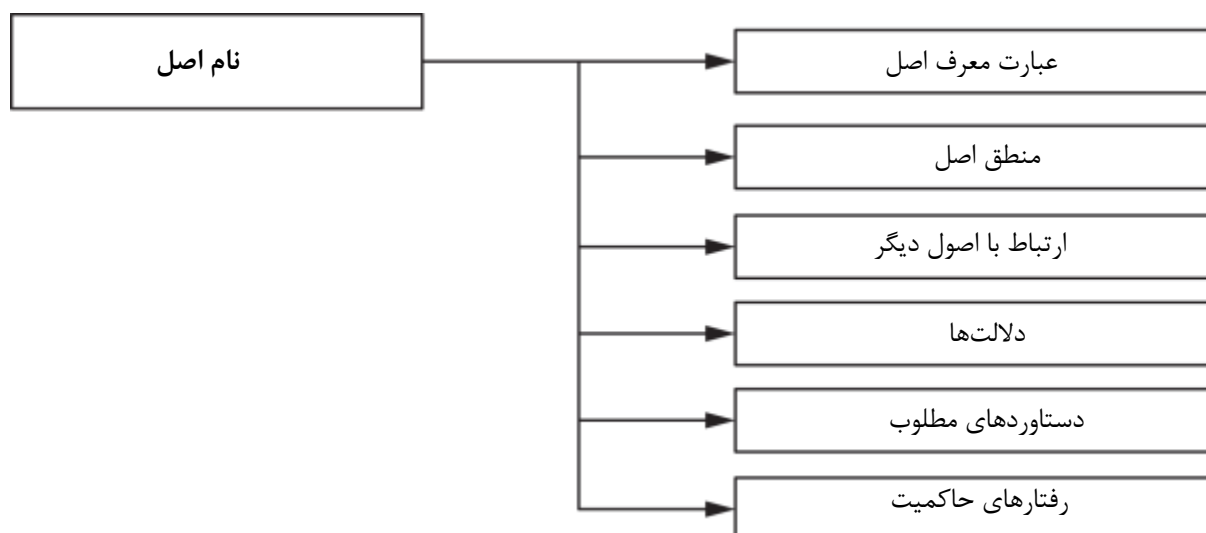 نام اصل
عبارت معرف اصل
منطق اصل
ارتباط با اصول دیگر
دلالت‌ها
دستاوردهای مطلوب
رفتارهای حاکمیت